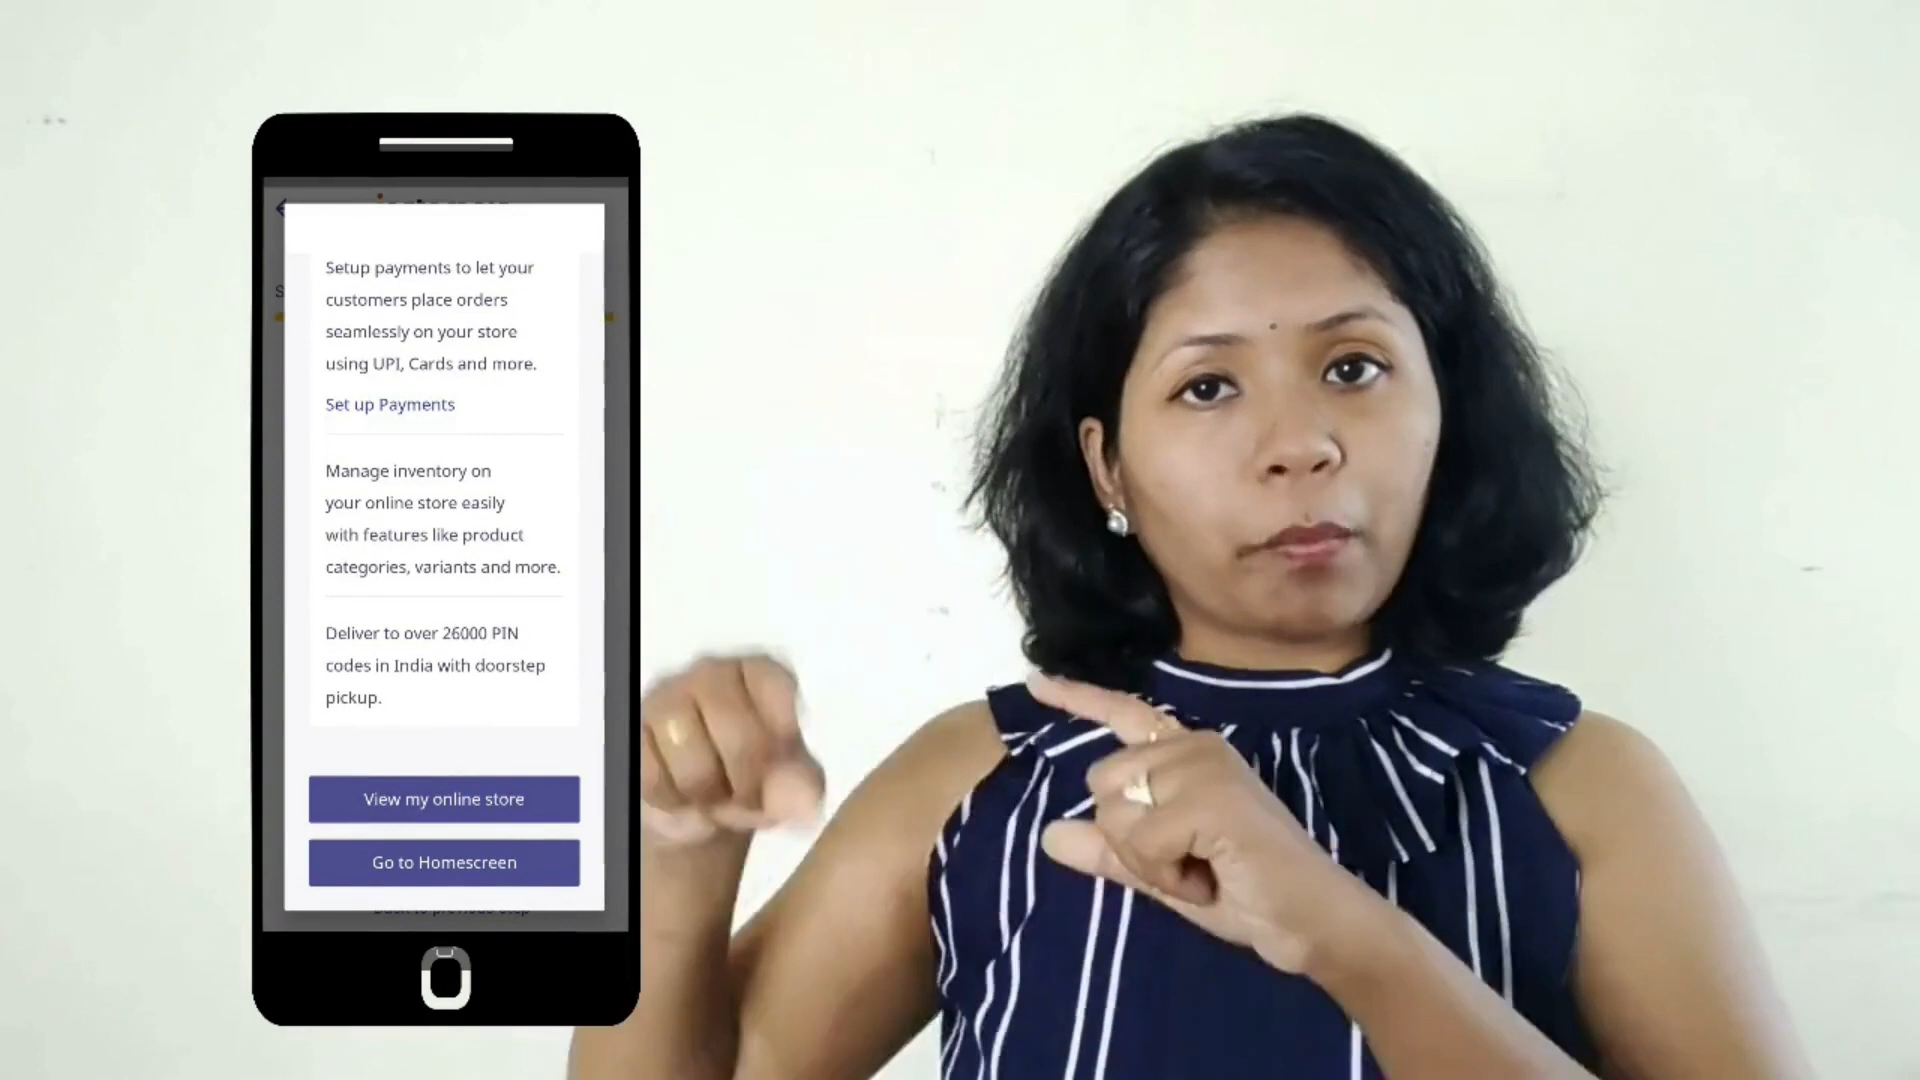 Setup payments to let your
customers place orders
seamlessly on your store
using UPI, Cards and more.
Set up Payments
Manage inventory on
your online store easily
with features like product
categories, variants and more.
Deliver to over 26000 PIN
codes in India with doorstep
pickup.
View my online store
Go to Homescreen